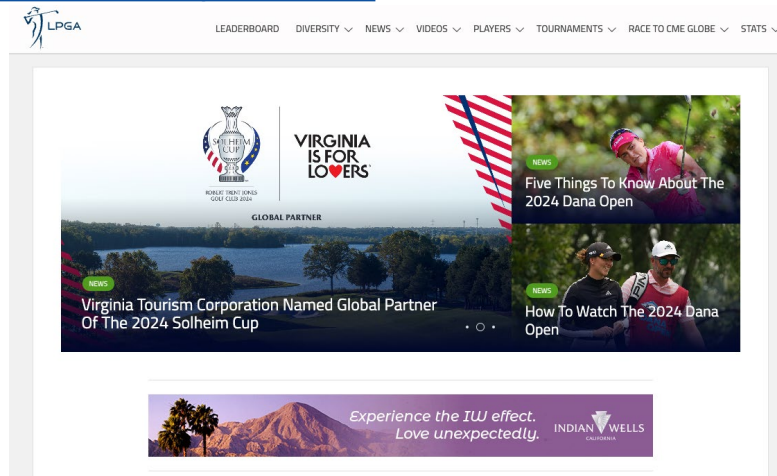 LPGA
LEADERBOARD DIVERSITY NEWS VIDEOS PLAYERS TOURNAMENTS RACE TO CME GLOBE STATS
SOLHEIM
CUP
ROBERT TRENT JONES
GOLF CLUB 2024
VIRGINIA
IS FOR
LOVERS
GLOBAL PARTNER
NEWS
Virginia Tourism Corporation Named Global Partner
Of The 2024 Solheim Cup
NEWS
Five Things To Know About The
2024 Dana Open
NEWS
How To Watch The 2024 Dana
Open
Experience the IW effect.
Love unexpectedly.
INDIAN WELLS
CALIFORNIA